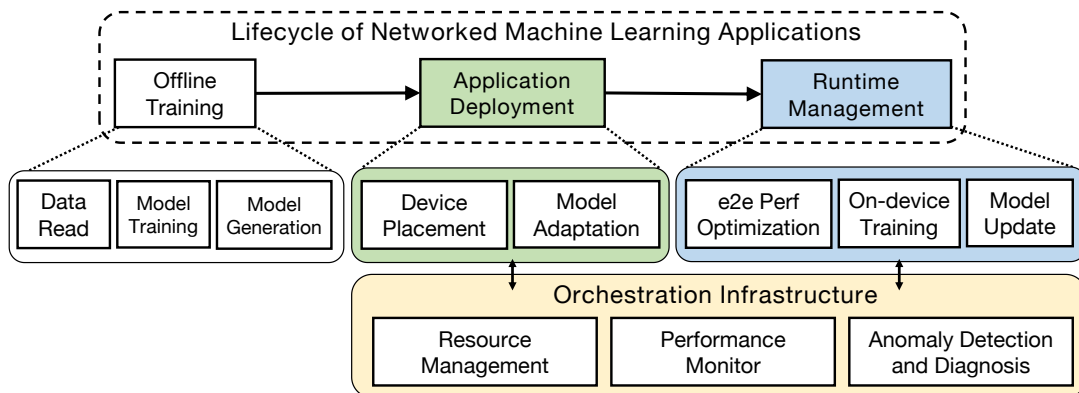 Lifecycle of Networked Machine Learning Applications
Offline
Training
Application
Deployment
Runtime
Management
Data
Read
Model
Training
Model
Generation
Device
Placement
Model
Adaptation
e2e Perf
Optimization
On-device
Training
Model
Update
Orchestration Infrastructure
Resource
Management
Performance
Monitor
Anomaly Detection
and Diagnosis